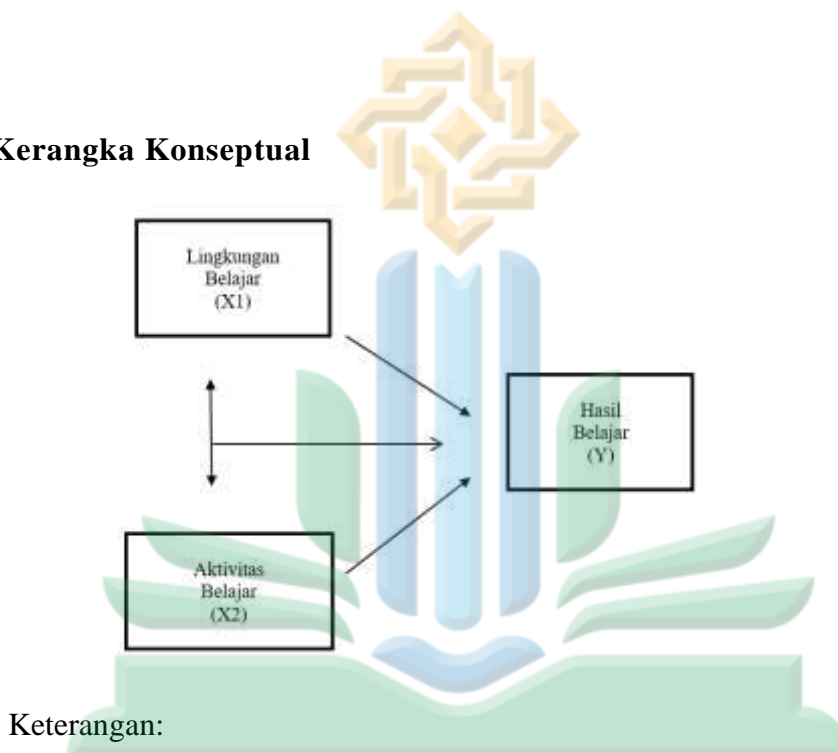 Kerangka Konseptual
Lingkungan
Belajar
(X1)
Hasil
Belajar
(Y)
Aktivitas
Belajar
(X2)
Keterangan: